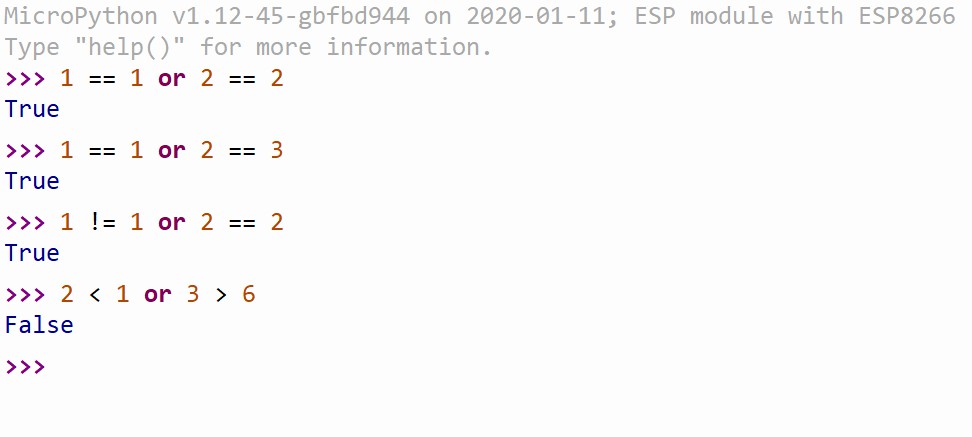 MicroPython v1.12-45-gbfbd944 on 2020-01-11; ESP module with ESP8266
Type "help()" for more information.
>>> 1 == 1 or 2 == 2
True
>>> 1 == 1 or 2 == 3
True
>>> 1 != 1 or 2 == 2
True
>>> 2 < 1 or 3 > 6
False
>>>